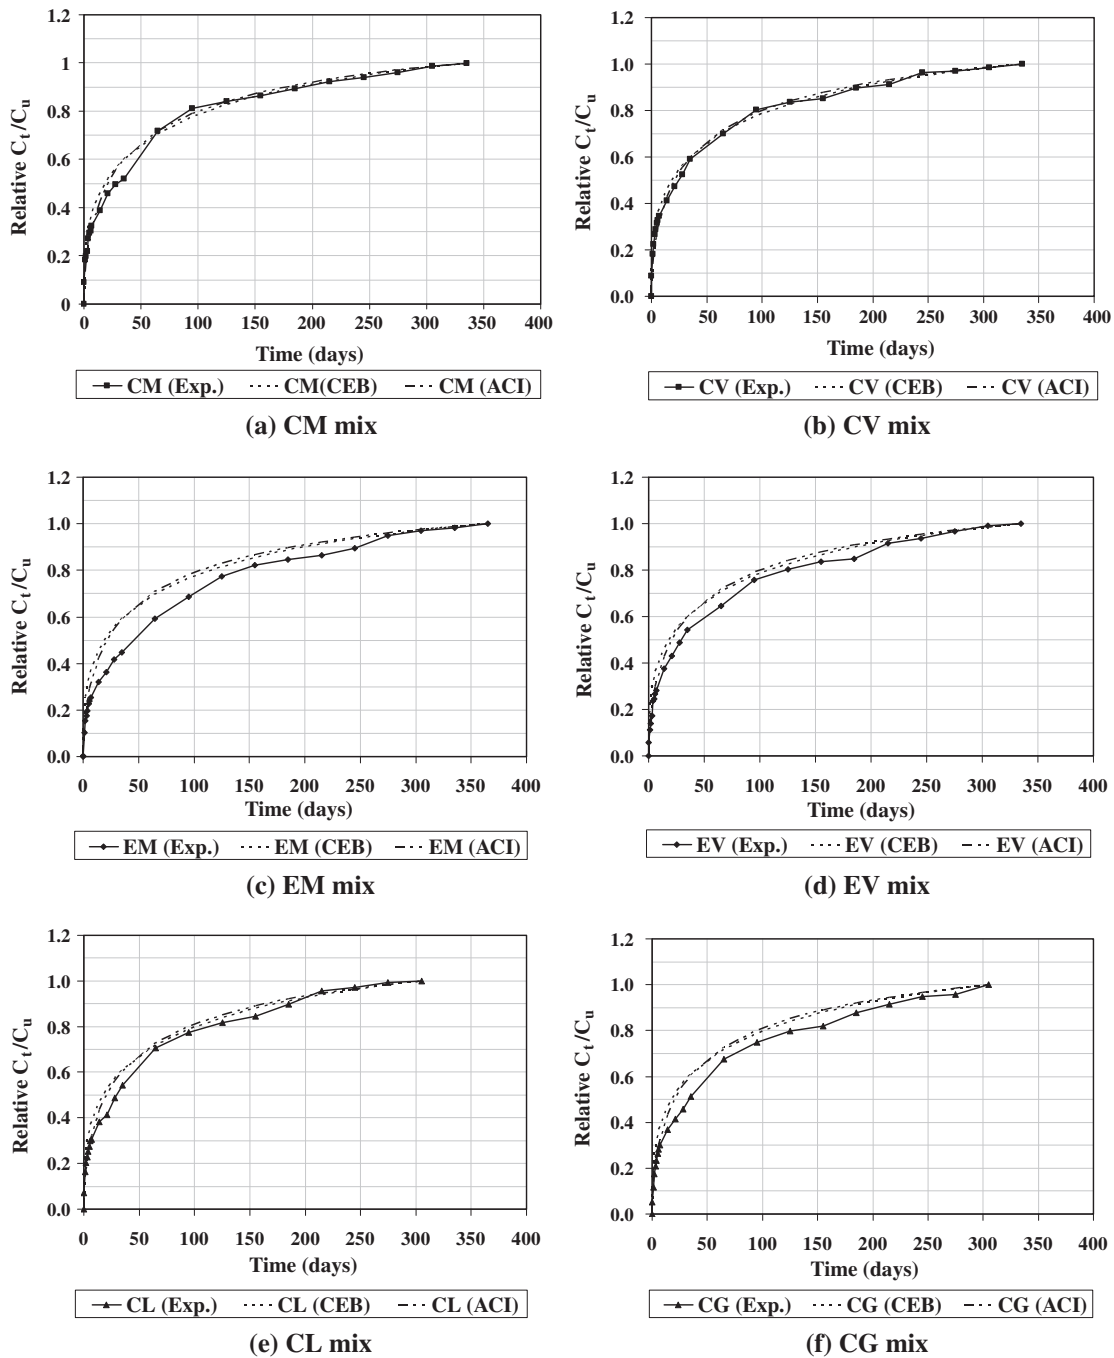 1.2
1
0.8
0.6
0.4
0.2
0
Relative Ct/Cu
0 50 100 150 200 250 300 350 400
Time (days)
CM (Exp.) CM(CEB) CM (ACI)
(a) CM mix
1.2
1.0
0.8
0.6
0.4
0.2
0.0
Relative Ct/Cu
0 50 100 150 200 250 300 350 400
Time (days)
CV (Exp.) CV (CEB) CV (ACI)
(b) CV mix
1.2
1.0
0.8
0.6
0.4
0.2
0.0
Relative Ct/Cu
0 50 100 150 200 250 300 350 400
Time (days)
EM (Exp.) EM (CEB) EM (ACI)
(c) EM mix
1.2
1.0
0.8
0.6
0.4
0.2
0.0
Relative Ct/Cu
0 50 100 150 200 250 300 350 400
Time (days)
EV (Exp.) EV (CEB) EV (ACI)
(d) EV mix
1.2
1.0
0.8
0.6
0.4
0.2
0.0
Relative Ct/Cu
0 50 100 150 200 250 300 350 400
Time (days)
CL (Exp.) CL (CEB) CL (ACI)
(e) CL mix
1.2
1.0
0.8
0.6
0.4
0.2
0.0
Relative Ct/Cu
0 50 100 150 200 250 300 350 400
Time (days)
CG (Exp.) CG (CEB) CG (ACI)
(f) CG mix